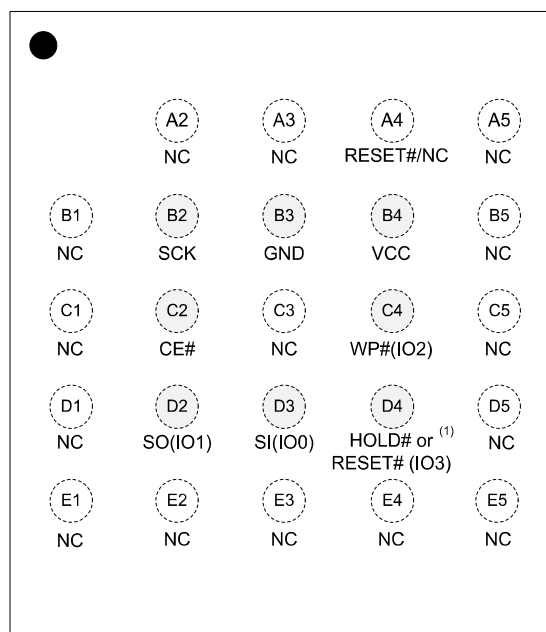 A2 A3 A4 A5
NC NC RESET#/NC NC
B1 B2 B3 B4 B5
NC SCK GND VCC NC
C1 C2 C3 C4 C5
NC CE# NC WP#(IO2) NC
D1 D2 D3 D4 D5
NC SO(IO1) SI(IO0) HOLD# or (1) NC
RESET# (IO3)
E1 E2 E3 E4 E5
NC NC NC NC NC